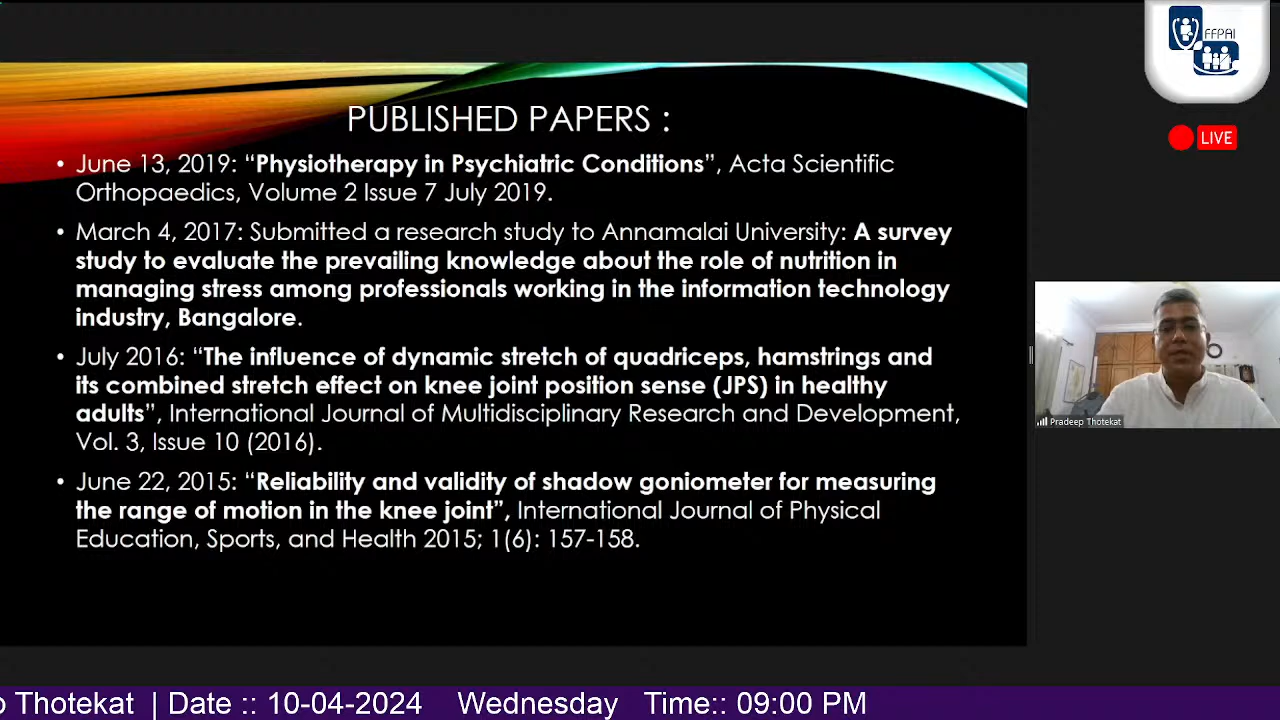 FFPAI
LIVE
PUBLISHED PAPERS :
• June 13, 2019: “Physiotherapy in Psychiatric Conditions”, Acta Scientific
Orthopaedics, Volume 2 Issue 7 July 2019.
• March 4, 2017: Submitted a research study to Annamalai University: A survey
study to evaluate the prevailing knowledge about the role of nutrition in
managing stress among professionals working in the information technology
industry, Bangalore.
• July 2016: “The influence of dynamic stretch of quadriceps, hamstrings and
its combined stretch effect on knee joint position sense (JPS) in healthy
adults”, International Journal of Multidisciplinary Research and Development,
Vol. 3, Issue 10 (2016).
• June 22, 2015: “Reliability and validity of shadow goniometer for measuring
the range of motion in the knee joint”, International Journal of Physical
Education, Sports, and Health 2015; 1(6): 157-158.
Pradeep Thotekat
p Thotekat | Date :: 10-04-2024 Wednesday Time:: 09:00 PM